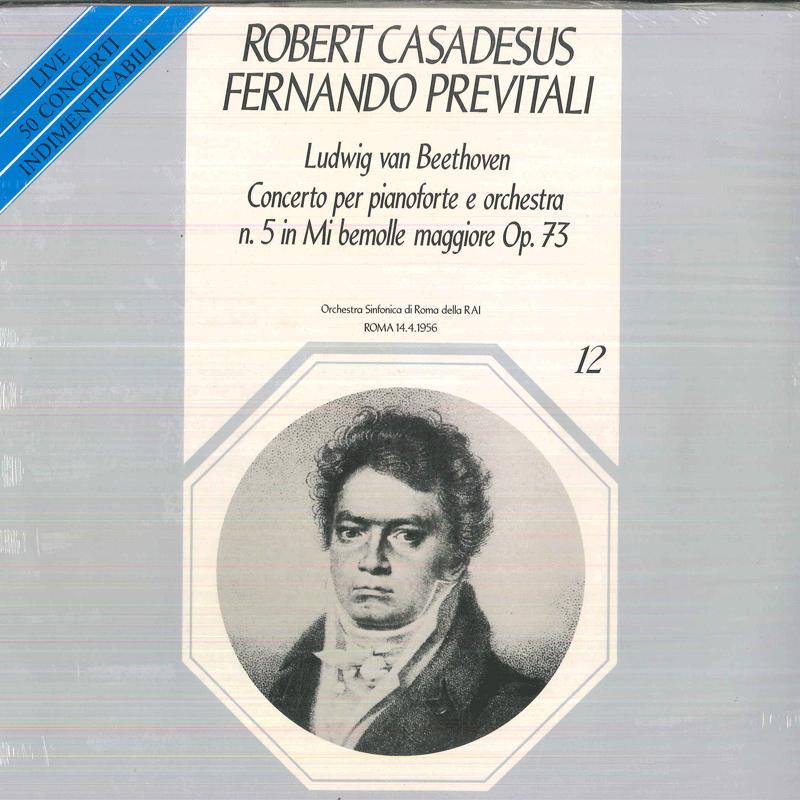 LIVE
50 CONCERTI
INDIMENTICABILI
ROBERT CASADESUS
FERNANDO PREVITALI
Ludwig van Beethoven
Concerto per pianoforte e orchestra
n. 5 in Mi bemolle maggiore Op. 73
Orchestra Sinfonica di Roma della RAI
ROMA 14.4.1956
12